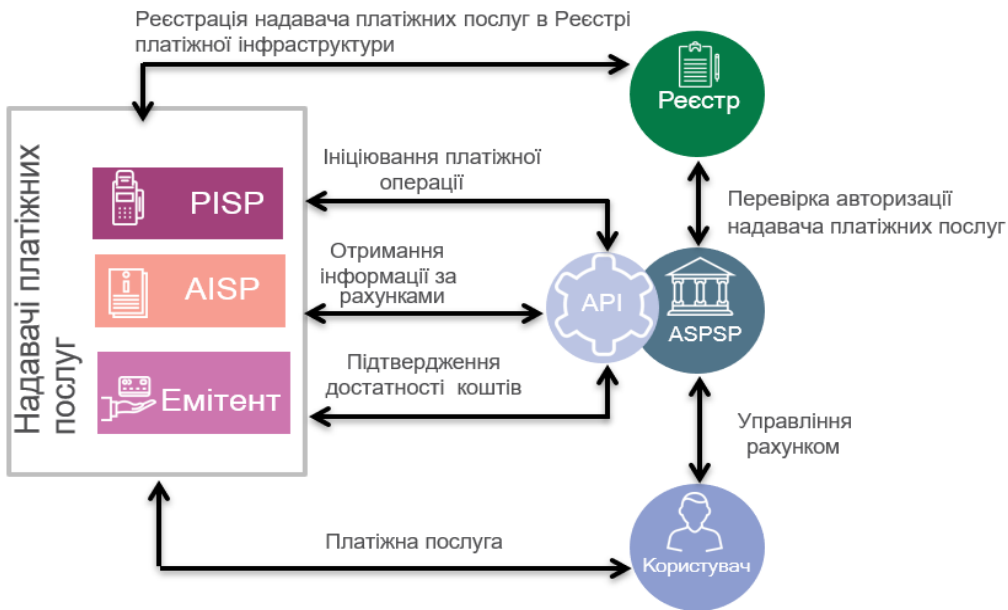 Реєстрація надавача платіжних послуг в Реєстрі
платіжної інфраструктури
Реєстр
Надавачі платіжних
послуг
PISP
AISP
Емітент
Ініціювання платіжної
операції
Перевірка авторизації
надавача платіжних послуг
Отримання
інформації за
рахунками
API
ASPSP
Підтвердження
достатності коштів
Управління
рахунком
Платіжна послуга
Користувач